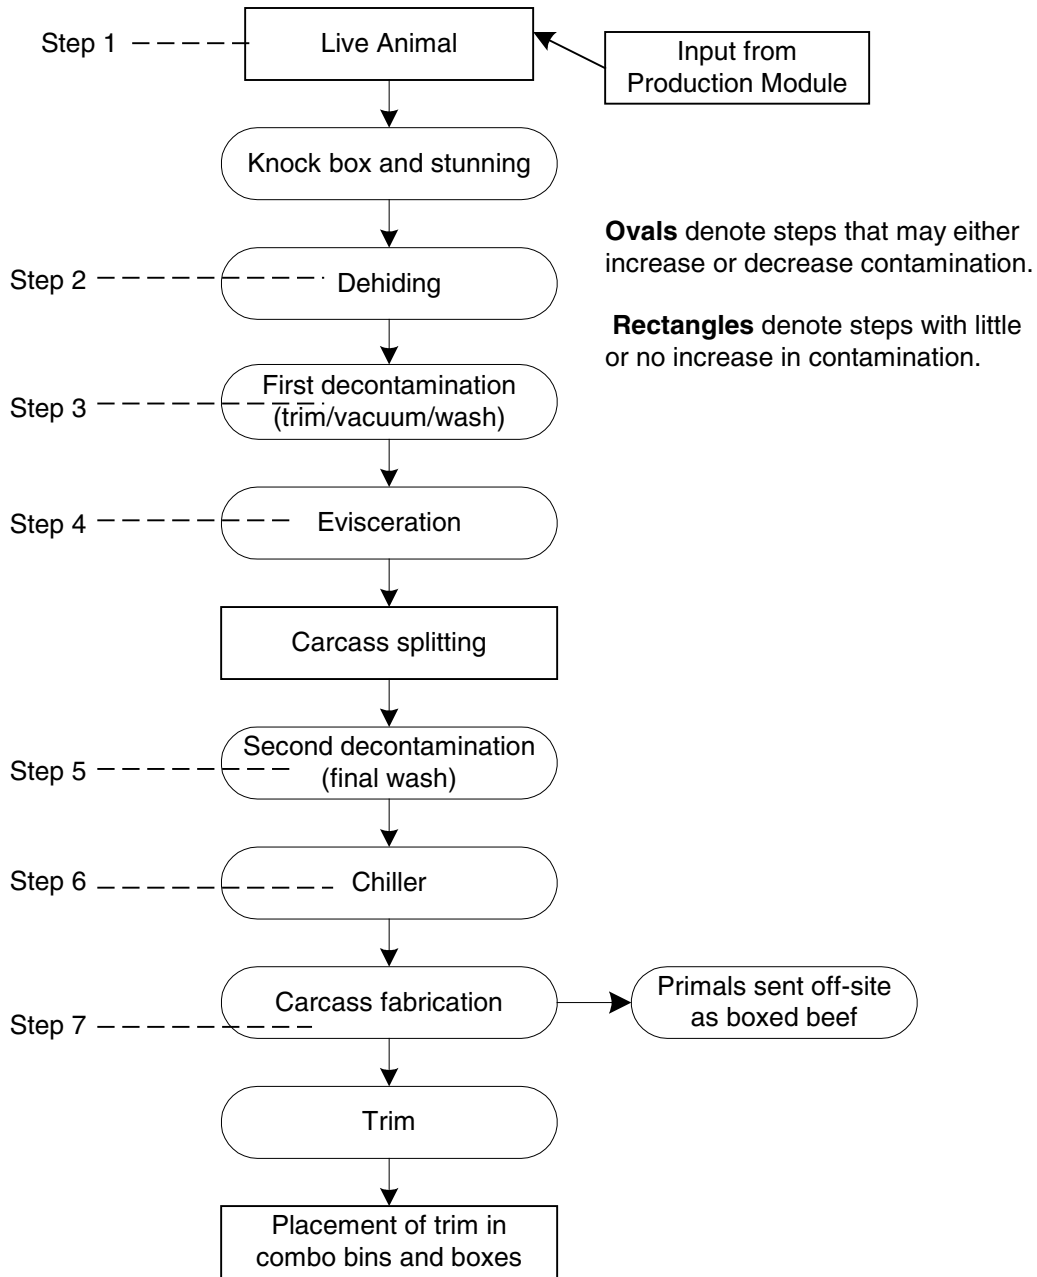 Step 1
Live Animal
Input from
Production Module
Knock box and stunning
Ovals denote steps that may either
increase or decrease contamination.
Rectangles denote steps with little
or no increase in contamination.
Step 2
Dehiding
Step 3
First decontamination
(trim/vacuum/wash)
Step 4
Evisceration
Carcass splitting
Step 5
Second decontamination
(final wash)
Step 6
Chiller
Step 7
Carcass fabrication
Primals sent off-site
as boxed beef
Trim
Placement of trim in
combo bins and boxes